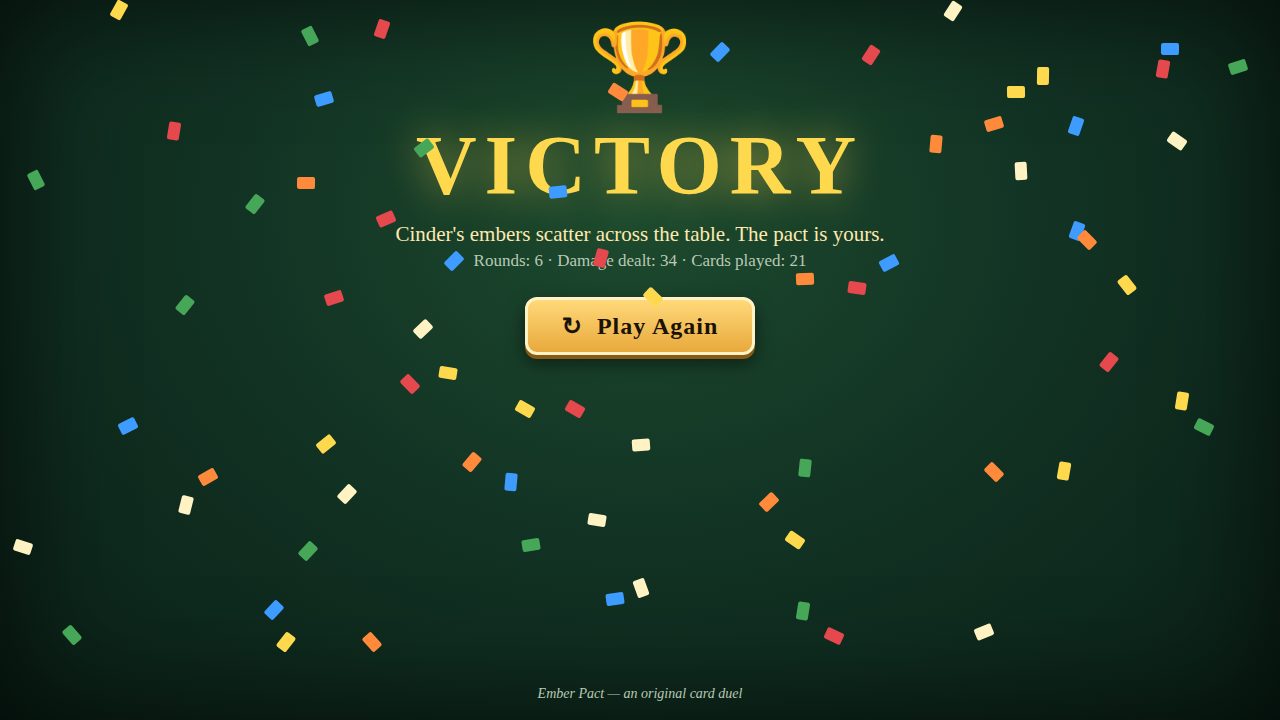 VICTORY
Cinder's embers scatter across the table. The pact is yours.
Rounds: 6 · Damage dealt: 34 · Cards played: 21
↻ Play Again
Ember Pact — an original card duel